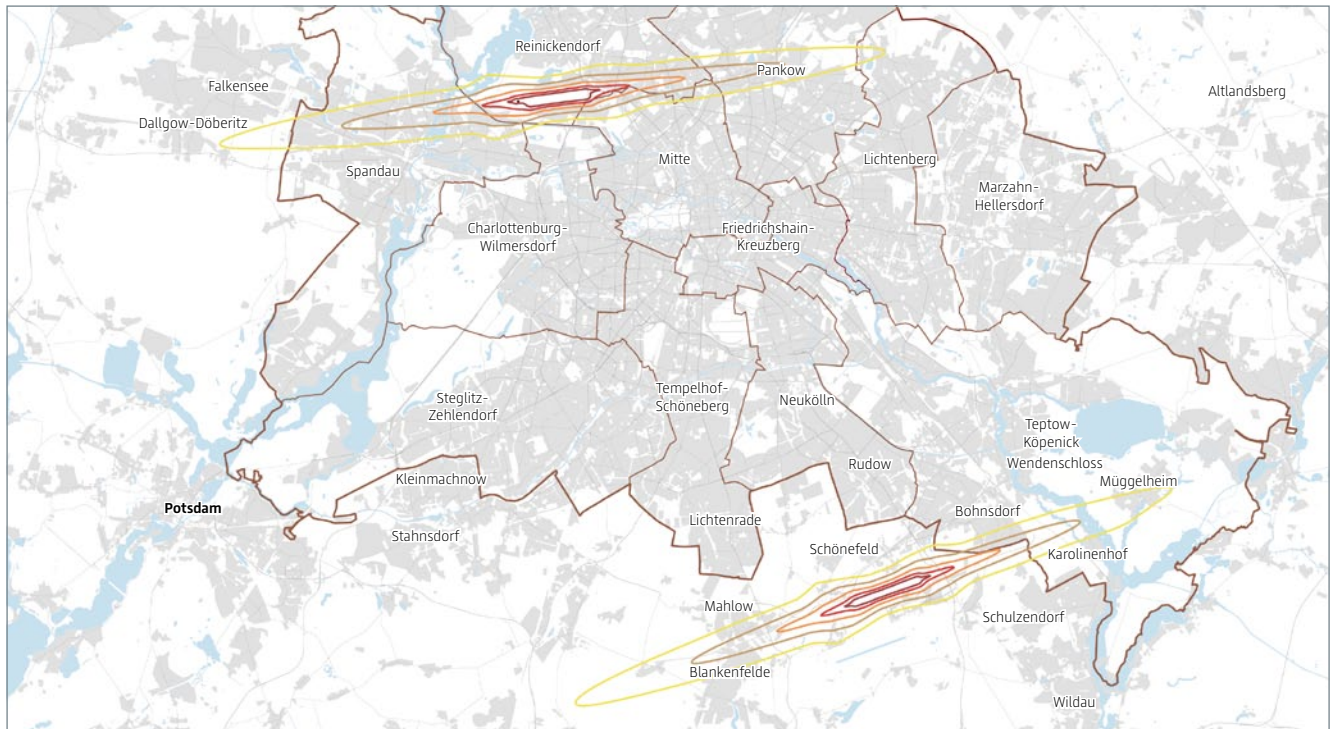 Reinickendorf
Pankow
Falkensee
Altlandsberg
Dallgow-Döberitz
Mitte
Lichtenberg
Spandau
Marzahn-
Hellersdorf
Charlottenburg-
Wilmersdorf
Friedrichshain-
Kreuzberg
Tempelhof-
Schöneberg
Neukölln
Steglitz-
Zehlendorf
Teptow-
Köpenick
Wendenschloss
Rudow
Kleinmachnow
Müggelheim
Potsdam
Bohnsdorf
Lichtenrade
Stahnsdorf
Schönefeld
Karolinenhof
Mahlow
Schulzendorf
Blankenfelde
Wildau